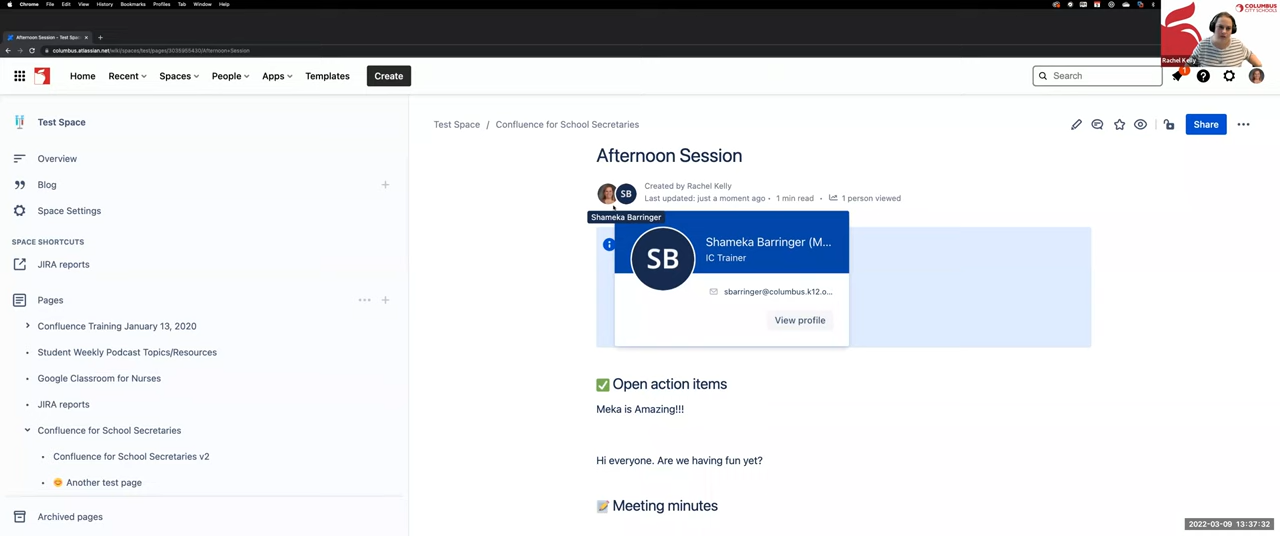 Chrome File Edit View History Bookmarks Profiles Tab Window Help
Afternoon Session - Test Spac
columbus.atlassian.net/wiki/spaces/test/pages/3035955430/Afternoon+Session
COLUMBUS
CITY SCHOOLS
Rachel Kelly
Home Recent Spaces People Apps Templates Create
Search
1
Test Space
Overview
Blog
Space Settings
SPACE SHORTCUTS
JIRA reports
Pages
Confluence Training January 13, 2020
Student Weekly Podcast Topics/Resources
Google Classroom for Nurses
JIRA reports
Confluence for School Secretaries
Confluence for School Secretaries v2
Another test page
Archived pages
Test Space / Confluence for School Secretaries
Share
Afternoon Session
SB
Created by Rachel Kelly
Last updated: just a moment ago • 1 min read • 1 person viewed
Shameka Barringer
SB
Shameka Barringer (M...
IC Trainer
sbarringer@columbus.k12.o...
View profile
Open action items
Meka is Amazing!!!
Hi everyone. Are we having fun yet?
Meeting minutes
2022-03-09 13:37:32